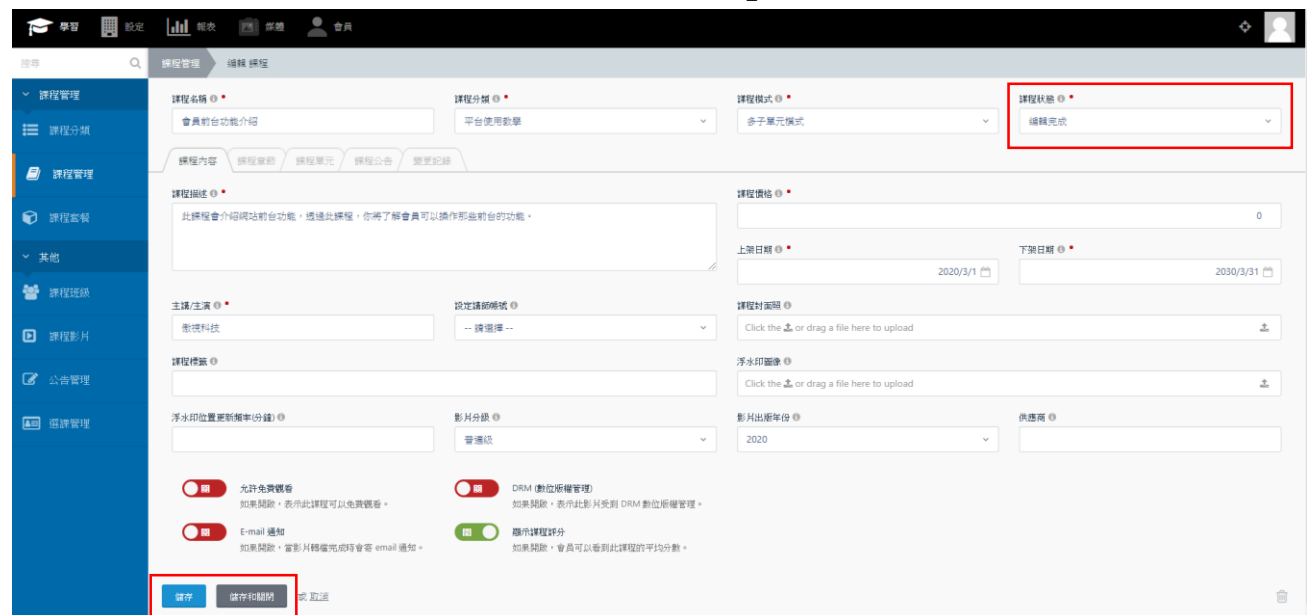 學習 設定 報表 媒體 會員
搜尋 課程管理 編輯 課程
課程管理
課程分類
課程管理
課程套餐
其他
課程班級
課程影片
公告管理
選課管理
課程名稱 課程分類 課程模式 課程狀態
會員前台功能介紹 平台使用教學 多子單元模式 編輯完成
課程內容 課程章節 課程單元 課程公告 變更記錄
課程描述 課程價格
此課程會介紹網站前台功能，透過此課程，你將了解會員可以操作那些前台的功能。 0
上架日期 下架日期
2020/3/1 2030/3/31
主講/主演 設定講師帳號 課程封面照
傲視科技 -- 請選擇 -- Click the or drag a file here to upload
課程標籤 浮水印圖像
Click the or drag a file here to upload
浮水印位置更新頻率(分鐘) 影片分級 影片出版年份 供應商
普遍級 2020
關 允許免費觀看 關 DRM (數位版權管理)
如果開啟，表示此課程可以免費觀看。 如果開啟，表示此影片受到 DRM 數位版權管理。
關 E-mail 通知 開 顯示課程評分
如果開啟，當影片轉檔完成時會寄 email 通知。 如果開啟，會員可以看到此課程的平均分數。
儲存 儲存和關閉 或 取消